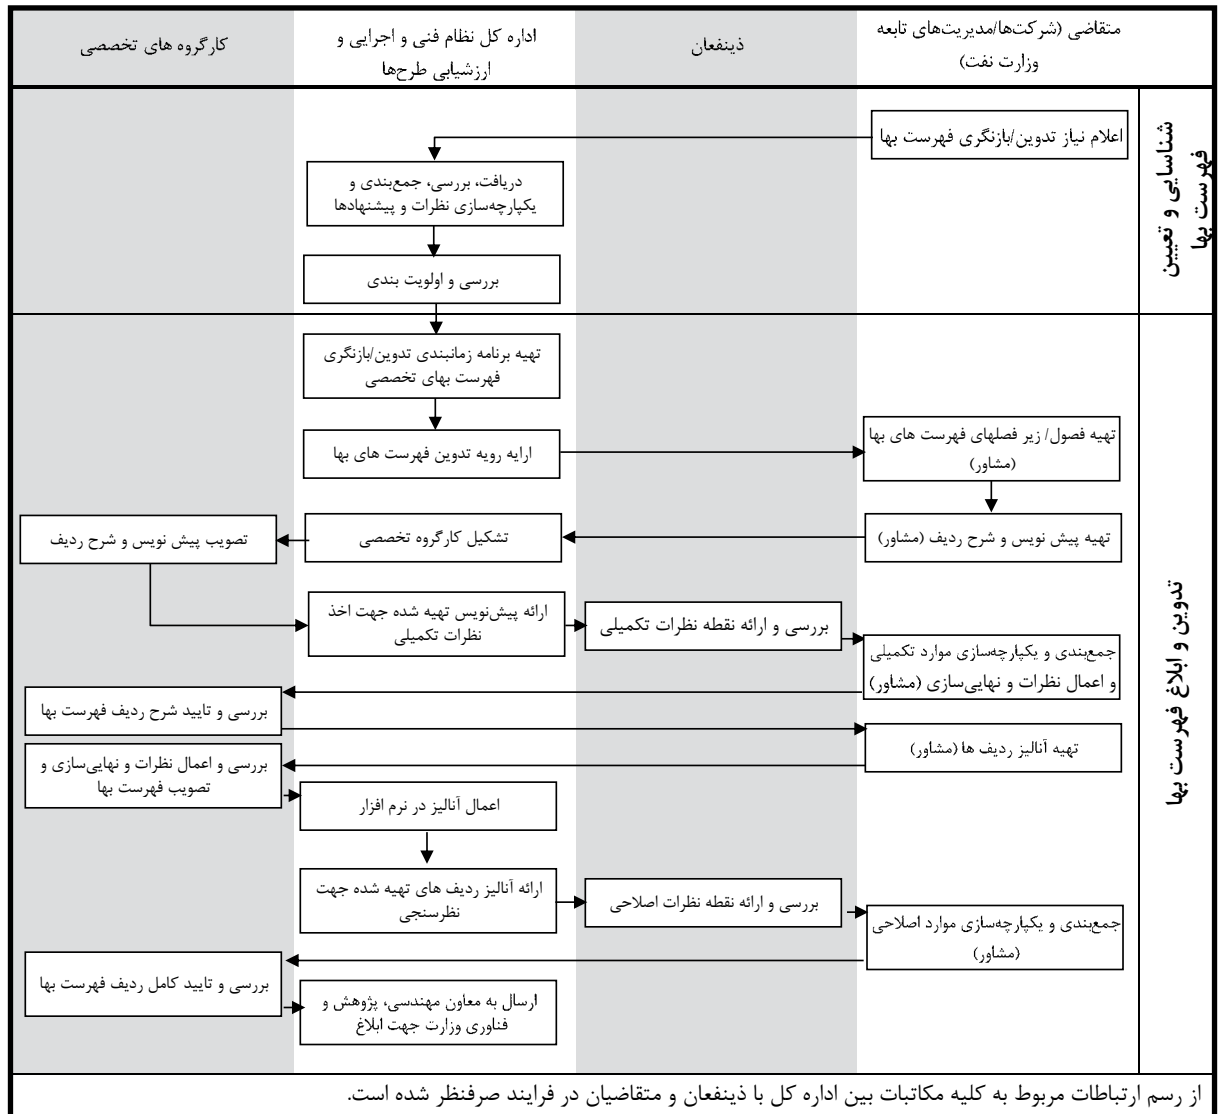 متقاضی (شرکت‌ها/مدیریت‌های تابعه
وزارت نفت)
ذینفعان
اداره کل نظام فنی و اجرایی و
ارزشیابی طرح‌ها
کارگروه های تخصصی
شناسایی و تعیین
فهرست بها
اعلام نیاز تدوین/بازنگری فهرست بها
دریافت، بررسی، جمع‌بندی و
یکپارچه‌سازی نظرات و پیشنهادها
بررسی و اولویت بندی
تدوین و ابلاغ فهرست بها
تهیه برنامه زمانبندی تدوین/بازنگری
فهرست بهای تخصصی
ارایه رویه تدوین فهرست های بها
تهیه فصول/ زیر فصلهای فهرست های بها
(مشاور)
تهیه پیش نویس و شرح ردیف (مشاور)
تشکیل کارگروه تخصصی
تصویب پیش نویس و شرح ردیف
ارائه پیش‌نویس تهیه شده جهت اخذ
نظرات تکمیلی
بررسی و ارائه نقطه نظرات تکمیلی
جمع‌بندی و یکپارچه‌سازی موارد تکمیلی
و اعمال نظرات و نهایی‌سازی (مشاور)
بررسی و تایید شرح ردیف فهرست بها
تهیه آنالیز ردیف ها (مشاور)
بررسی و اعمال نظرات و نهایی‌سازی و
تصویب فهرست بها
اعمال آنالیز در نرم افزار
ارائه آنالیز ردیف های تهیه شده جهت
نظرسنجی
بررسی و ارائه نقطه نظرات اصلاحی
جمع‌بندی و یکپارچه‌سازی موارد اصلاحی
(مشاور)
بررسی و تایید کامل ردیف فهرست بها
ارسال به معاون مهندسی، پژوهش و
فناوری وزارت جهت ابلاغ
از رسم ارتباطات مربوط به کلیه مکاتبات بین اداره کل با ذینفعان و متقاضیان در فرایند صرفنظر شده است.